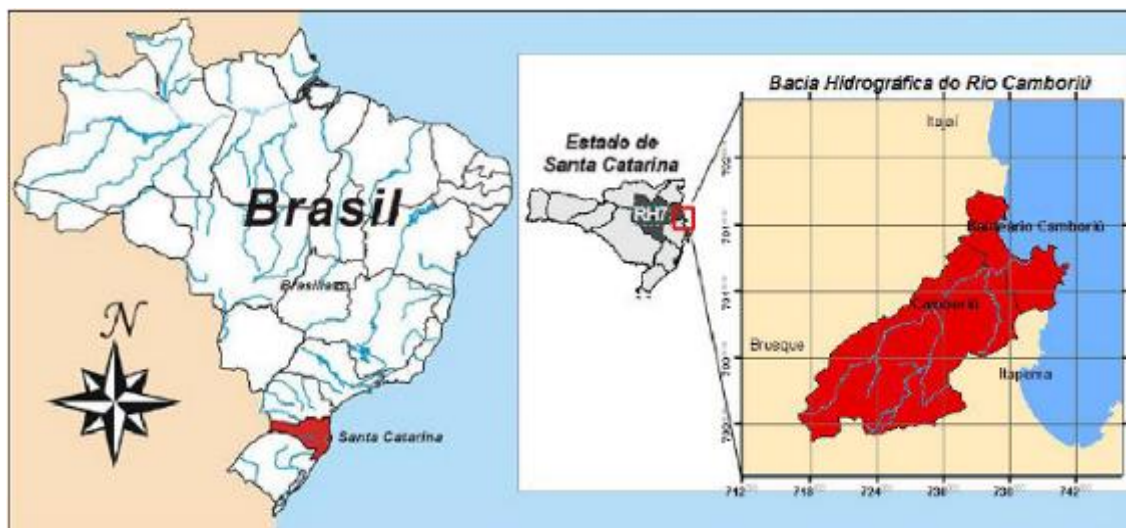 Brasil
Brasília
N
Santa Catarina
Estado de
Santa Catarina
RH7
Bacia Hidrográfica do Rio Camboriú
Itajaí
Balneário Camboriú
Camboriú
Brusque
Itapema
712
718
724
730
742